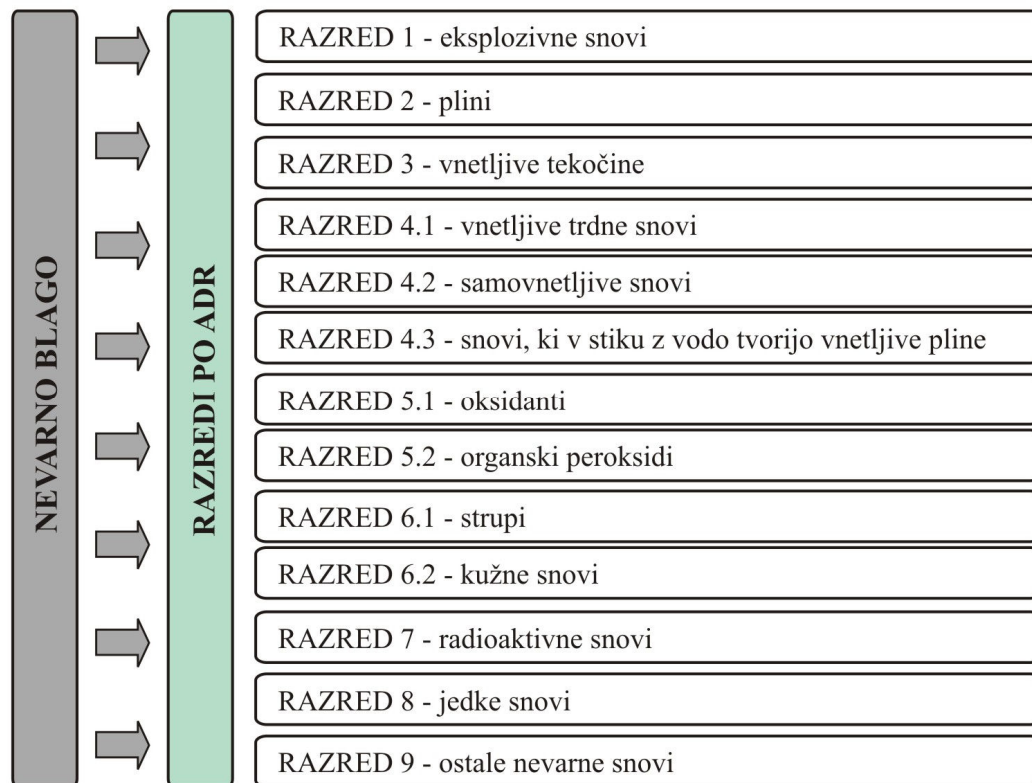 NEVARNO BLAGO
RAZREDI PO ADR
RAZRED 1 - eksplozivne snovi
RAZRED 2 - plini
RAZRED 3 - vnetljive tekočine
RAZRED 4.1 - vnetljive trdne snovi
RAZRED 4.2 - samovnetljive snovi
RAZRED 4.3 - snovi, ki v stiku z vodo tvorijo vnetljive pline
RAZRED 5.1 - oksidanti
RAZRED 5.2 - organski peroksidi
RAZRED 6.1 - strupi
RAZRED 6.2 - kužne snovi
RAZRED 7 - radioaktivne snovi
RAZRED 8 - jedke snovi
RAZRED 9 - ostale nevarne snovi